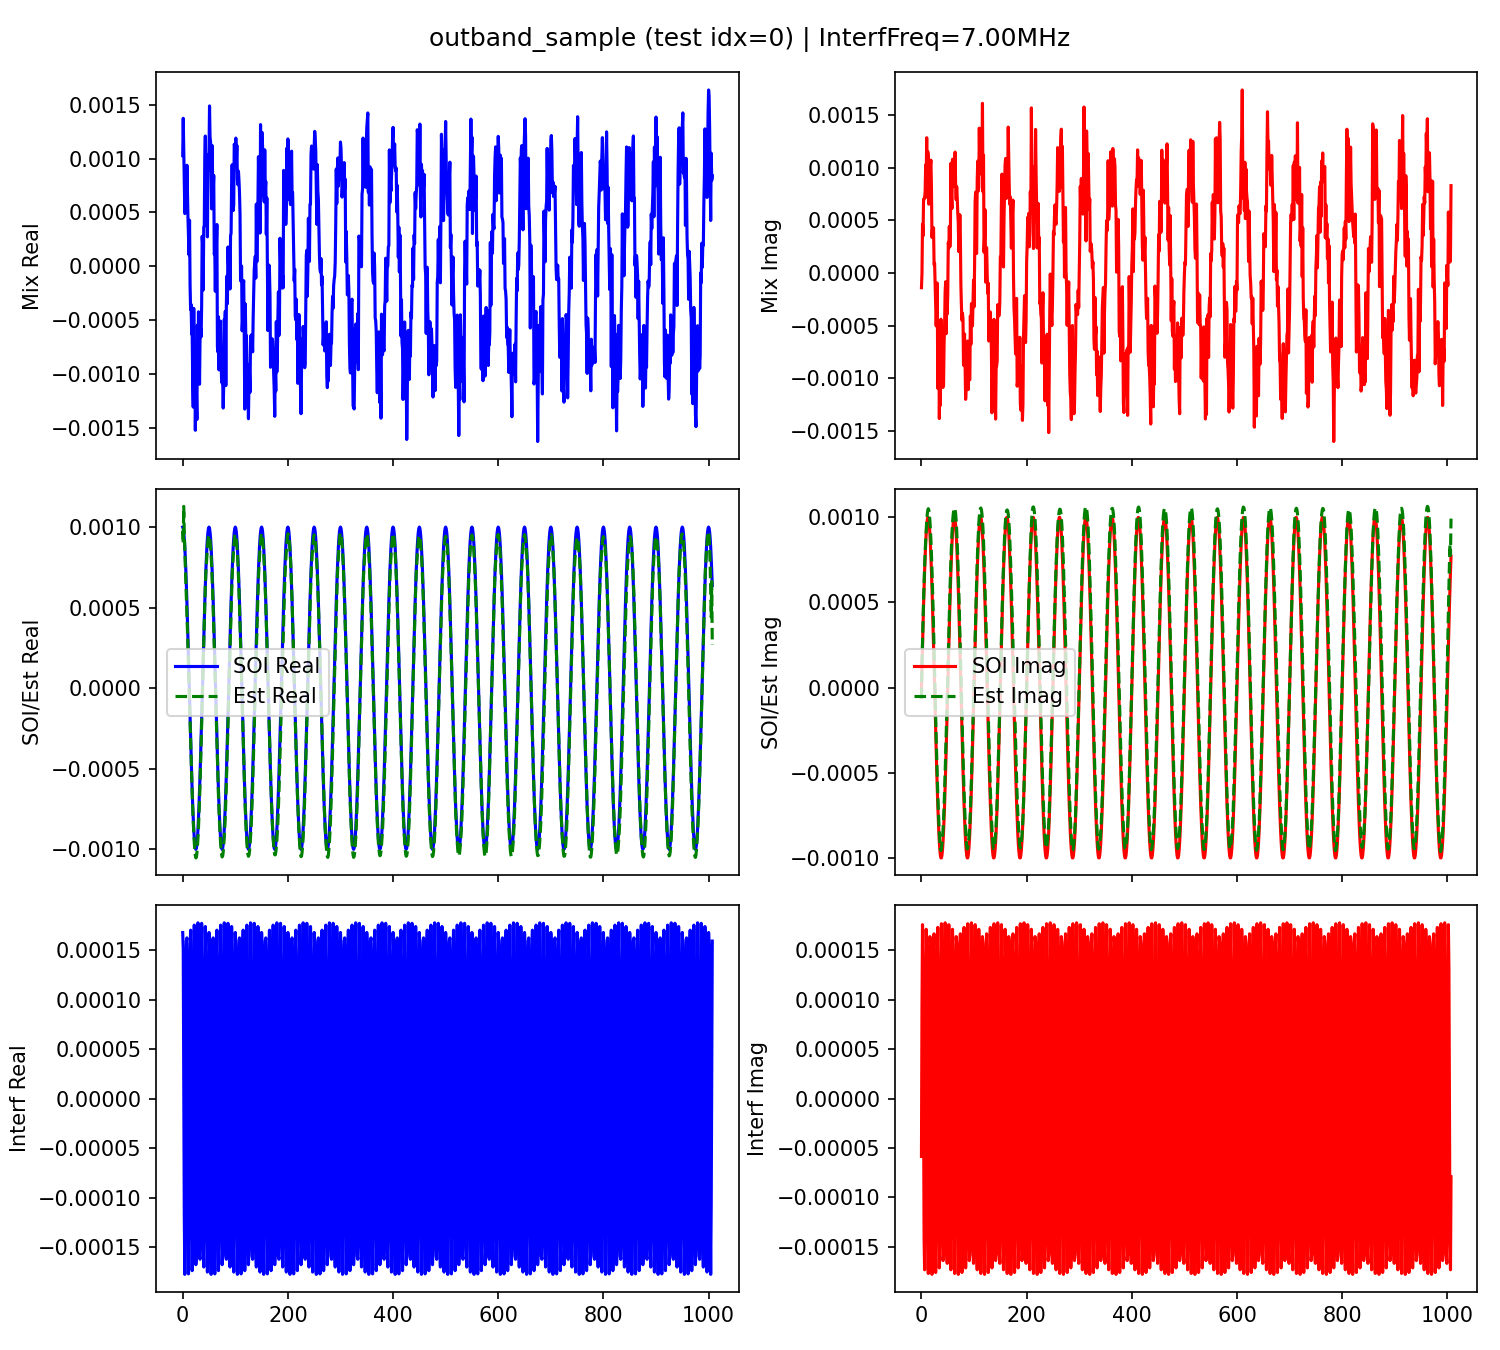 outband_sample (test idx=0) | InterfFreq=7.00MHz
Mix Real
0.0015
0.0010
0.0005
0.0000
−0.0005
−0.0010
−0.0015
Mix Imag
0.0015
0.0010
0.0005
0.0000
−0.0005
−0.0010
−0.0015
SOI/Est Real
0.0010
0.0005
0.0000
−0.0005
−0.0010
SOI Real
Est Real
SOI/Est Imag
0.0010
0.0005
0.0000
−0.0005
−0.0010
SOI Imag
Est Imag
Interf Real
0.00015
0.00010
0.00005
0.00000
−0.00005
−0.00010
−0.00015
0 200 400 600 800 1000
Interf Imag
0.00015
0.00010
0.00005
0.00000
−0.00005
−0.00010
−0.00015
0 200 400 600 800 1000